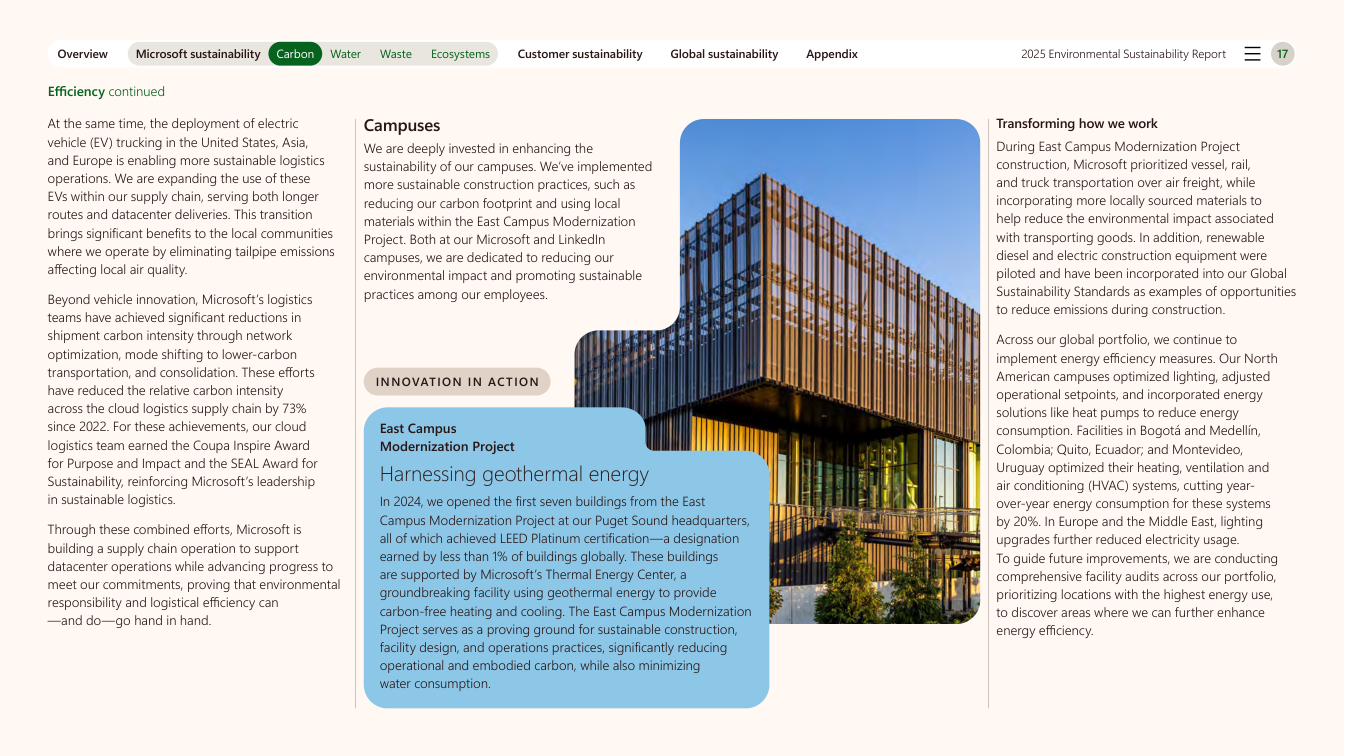 Overview
Microsoft sustainability
Carbon
Water
Waste
Ecosystems
Customer sustainability
Global sustainability
Appendix
2025 Environmental Sustainability Report
17
Efficiency continued
At the same time, the deployment of electric
vehicle (EV) trucking in the United States, Asia,
and Europe is enabling more sustainable logistics
operations. We are expanding the use of these
EVs within our supply chain, serving both longer
routes and datacenter deliveries. This transition
brings significant benefits to the local communities
where we operate by eliminating tailpipe emissions
affecting local air quality.
Beyond vehicle innovation, Microsoft's logistics
teams have achieved significant reductions in
shipment carbon intensity through network
optimization, mode shifting to lower-carbon
transportation, and consolidation. These efforts
have reduced the relative carbon intensity
across the cloud logistics supply chain by 73%
since 2022. For these achievements, our cloud
logistics team earned the Coupa Inspire Award
for Purpose and Impact and the SEAL Award for
Sustainability, reinforcing Microsoft's leadership
in sustainable logistics.
Through these combined efforts, Microsoft is
building a supply chain operation to support
datacenter operations while advancing progress to
meet our commitments, proving that environmental
responsibility and logistical efficiency can
—and do—go hand in hand.
Campuses
We are deeply invested in enhancing the
sustainability of our campuses. We've implemented
more sustainable construction practices, such as
reducing our carbon footprint and using local
materials within the East Campus Modernization
Project. Both at our Microsoft and LinkedIn
campuses, we are dedicated to reducing our
environmental impact and promoting sustainable
practices among our employees.
INNOVATION IN ACTION
East Campus
Modernization Project
Harnessing geothermal energy
In 2024, we opened the first seven buildings from the East
Campus Modernization Project at our Puget Sound headquarters,
all of which achieved LEED Platinum certification—a designation
earned by less than 1% of buildings globally. These buildings
are supported by Microsoft's Thermal Energy Center, a
groundbreaking facility using geothermal energy to provide
carbon-free heating and cooling. The East Campus Modernization
Project serves as a proving ground for sustainable construction,
facility design, and operations practices, significantly reducing
operational and embodied carbon, while also minimizing
water consumption.
Transforming how we work
During East Campus Modernization Project
construction, Microsoft prioritized vessel, rail,
and truck transportation over air freight, while
incorporating more locally sourced materials to
help reduce the environmental impact associated
with transporting goods. In addition, renewable
diesel and electric construction equipment were
piloted and have been incorporated into our Global
Sustainability Standards as examples of opportunities
to reduce emissions during construction.
Across our global portfolio, we continue to
implement energy efficiency measures. Our North
American campuses optimized lighting, adjusted
operational setpoints, and incorporated energy
solutions like heat pumps to reduce energy
consumption. Facilities in Bogotá and Medellín,
Colombia; Quito, Ecuador; and Montevideo,
Uruguay optimized their heating, ventilation and
air conditioning (HVAC) systems, cutting year-
over-year energy consumption for these systems
by 20%. In Europe and the Middle East, lighting
upgrades further reduced electricity usage.
To guide future improvements, we are conducting
comprehensive facility audits across our portfolio,
prioritizing locations with the highest energy use,
to discover areas where we can further enhance
energy efficiency.